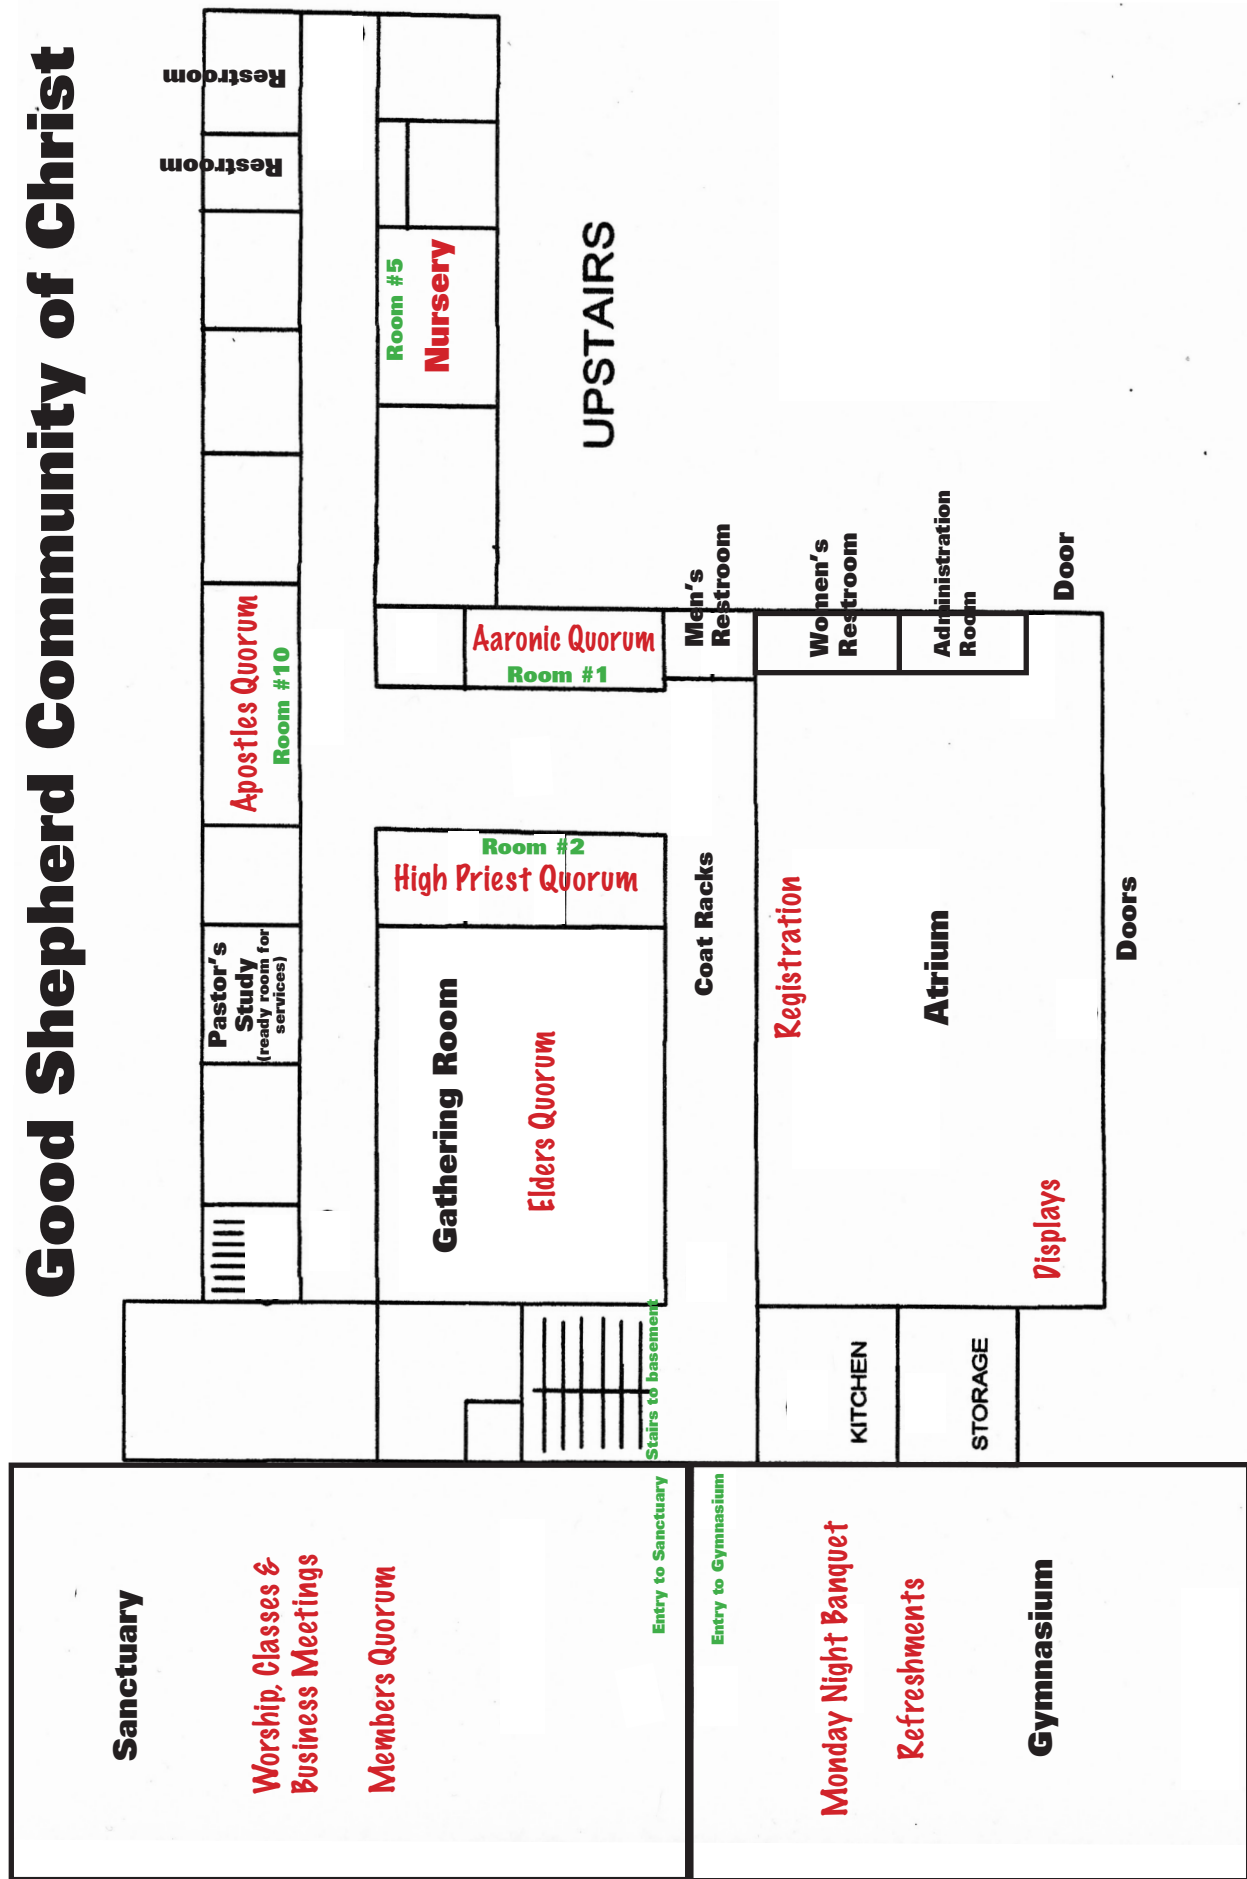 Good Shepherd Community of Christ
Sanctuary
Worship, Classes &
Business Meetings
Members Quorum
Entry to Sanctuary
Entry to Gymnasium
Monday Night Banquet
Refreshments
Gymnasium
Stairs to basement
KITCHEN
STORAGE
Pastor's
Study
(ready room for
services)
Gathering Room
Elders Quorum
Room #2
High Priest Quorum
Coat Racks
Registration
Atrium
Displays
Doors
Apostles Quorum
Room #10
Aaronic Quorum
Room #1
Men's
Restroom
Women's
Restroom
Administration
Room
Door
Room #5
Nursery
UPSTAIRS
Restroom
Restroom